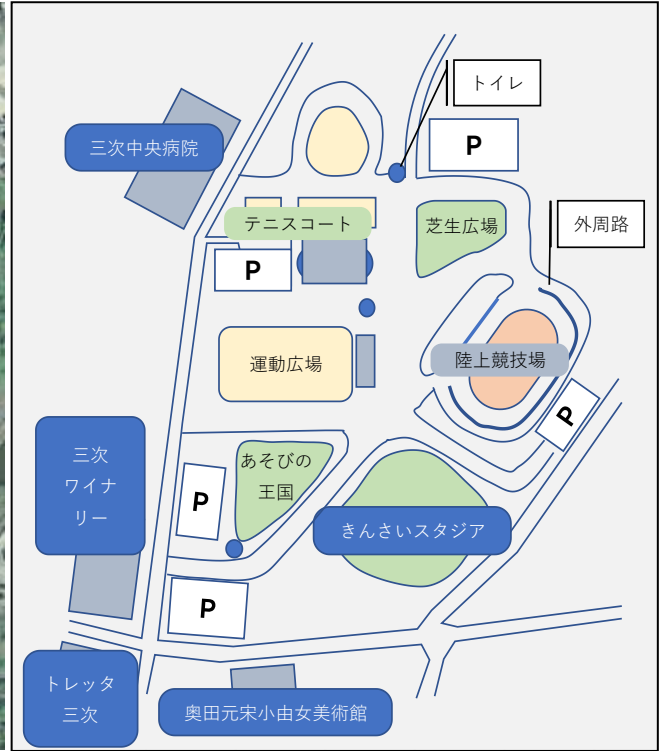 トイレ
三次中央病院
P
テニスコート
芝生広場
外周路
P
運動広場
陸上競技場
P
三次
ワイナ
リー
あそびの
王国
P
きんさいスタジア
P
トレッタ
三次
奥田元宋小由女美術館